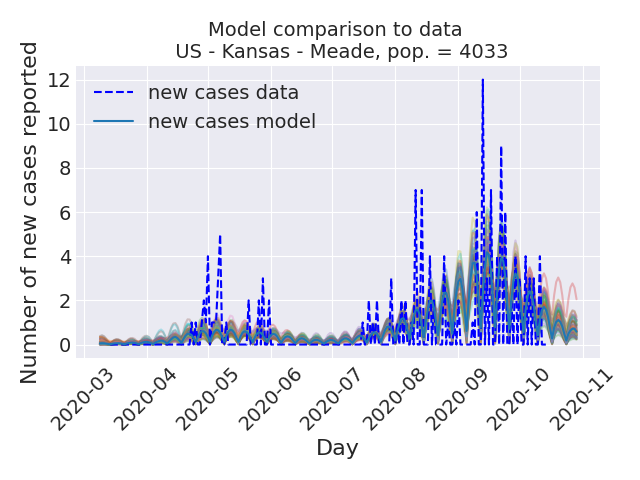 Model comparison to data
US - Kansas - Meade, pop. = 4033
new cases data
new cases model
Number of new cases reported
12
10
8
6
4
2
0
2020-03
2020-04
2020-05
2020-06
2020-07
2020-08
2020-09
2020-10
2020-11
Day